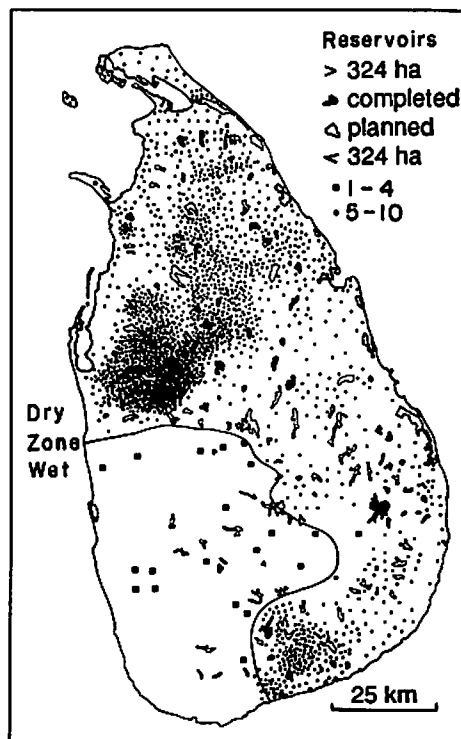 Reservoirs
> 324 ha
completed
planned
< 324 ha
1 - 4
5 - 10
Dry
Zone
Wet
25 km